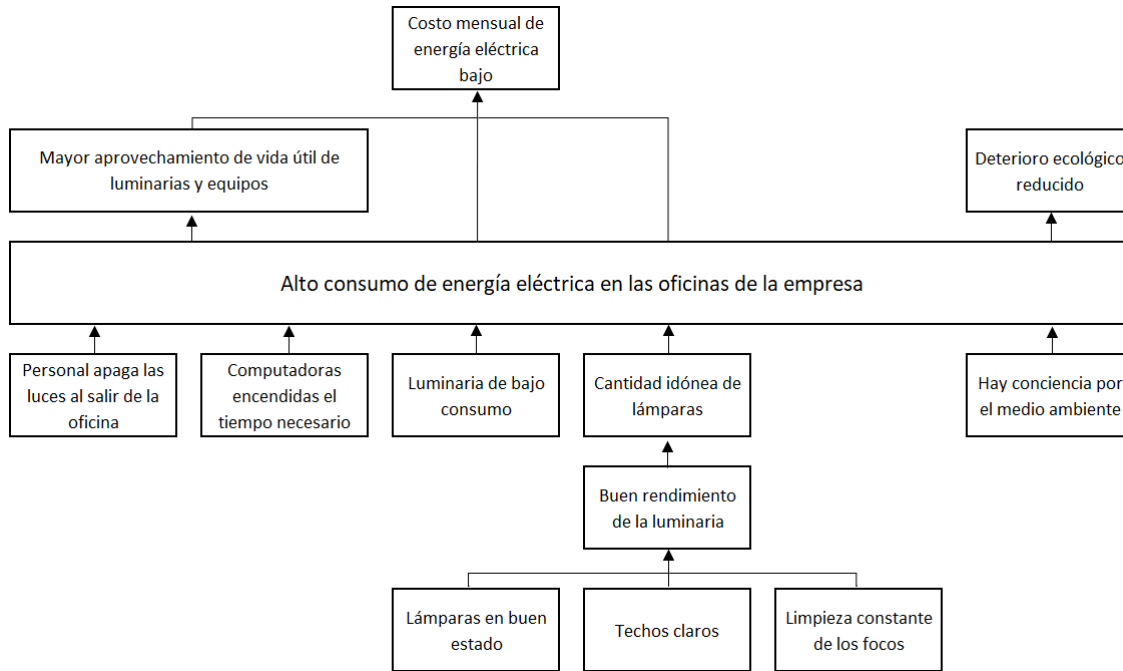 Costo mensual de
energía eléctrica
bajo
Mayor aprovechamiento de vida útil de
luminarias y equipos
Deterioro ecológico
reducido
Alto consumo de energía eléctrica en las oficinas de la empresa
Personal apaga las
luces al salir de la
oficina
Computadoras
encendidas el
tiempo necesario
Luminaria de bajo
consumo
Cantidad idónea de
lámparas
Hay conciencia por
el medio ambiente
Buen rendimiento
de la luminaria
Lámparas en buen
estado
Techos claros
Limpieza constante
de los focos